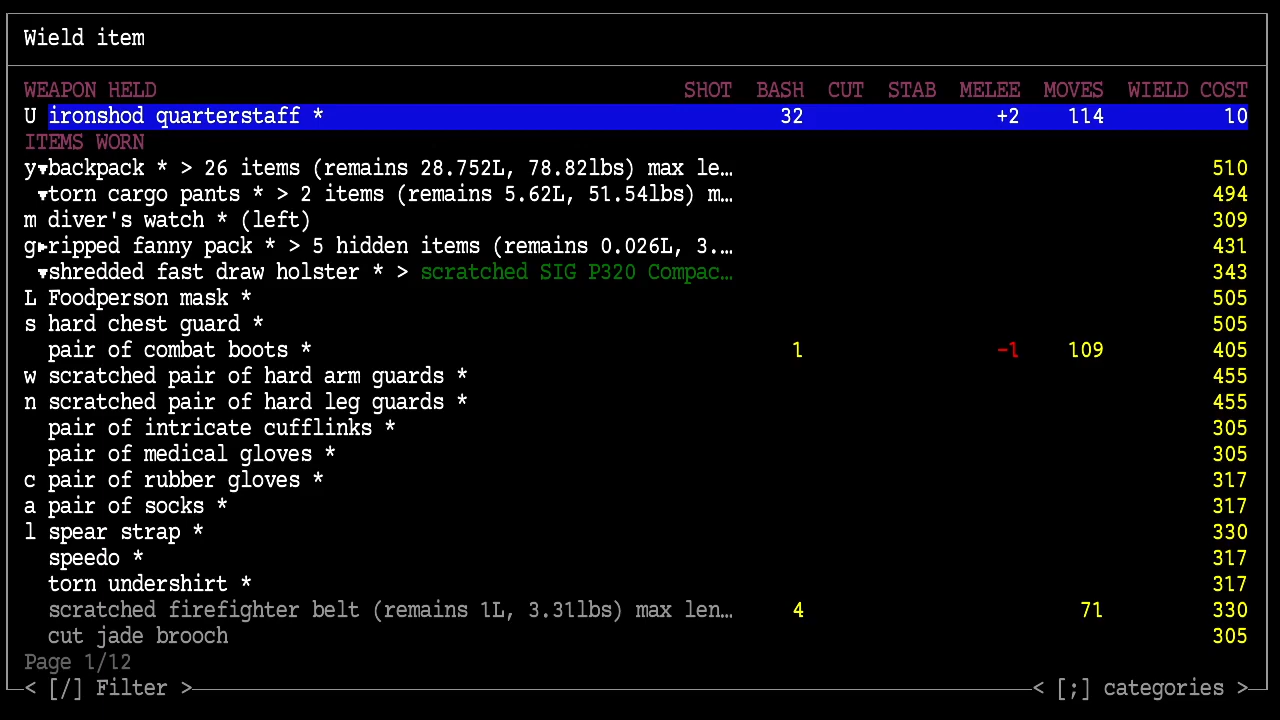 Wield item
WEAPON HELD SHOT BASH CUT STAB MELEE MOVES WIELD COST
U ironshod quarterstaff * 32 +2 114 10
ITEMS WORN
y▾backpack * > 26 items (remains 28.752L, 78.82lbs) max le… 510
▾torn cargo pants * > 2 items (remains 5.62L, 51.54lbs) m… 494
m diver's watch * (left) 309
g▸ripped fanny pack * > 5 hidden items (remains 0.026L, 3.… 431
▾shredded fast draw holster * > scratched SIG P320 Compac… 343
L Foodperson mask * 505
s hard chest guard * 505
pair of combat boots * 1 -1 109 405
w scratched pair of hard arm guards * 455
n scratched pair of hard leg guards * 455
pair of intricate cufflinks * 305
pair of medical gloves * 305
c pair of rubber gloves * 317
a pair of socks * 317
l spear strap * 330
speedo * 317
torn undershirt * 317
scratched firefighter belt (remains 1L, 3.31lbs) max len… 4 71 330
cut jade brooch 305
Page 1/12
< [/] Filter > < [;] categories >